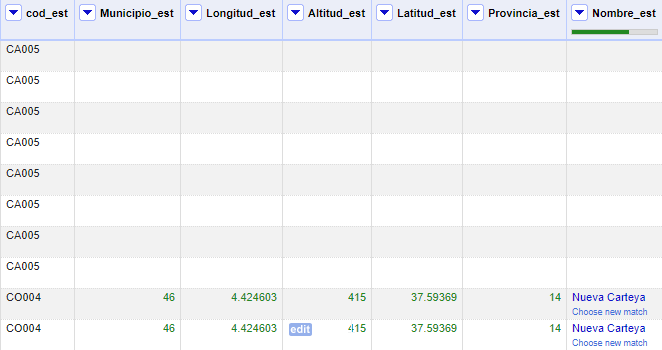 cod_est Municipio_est Longitud_est Altitud_est Latitud_est Provincia_est Nombre_est
CA005
CA005
CA005
CA005
CA005
CA005
CA005
CA005
CO004 46 4.424603 415 37.59369 14 Nueva Carteya
Choose new match
CO004 46 4.424603 edit 415 37.59369 14 Nueva Carteya
Choose new match